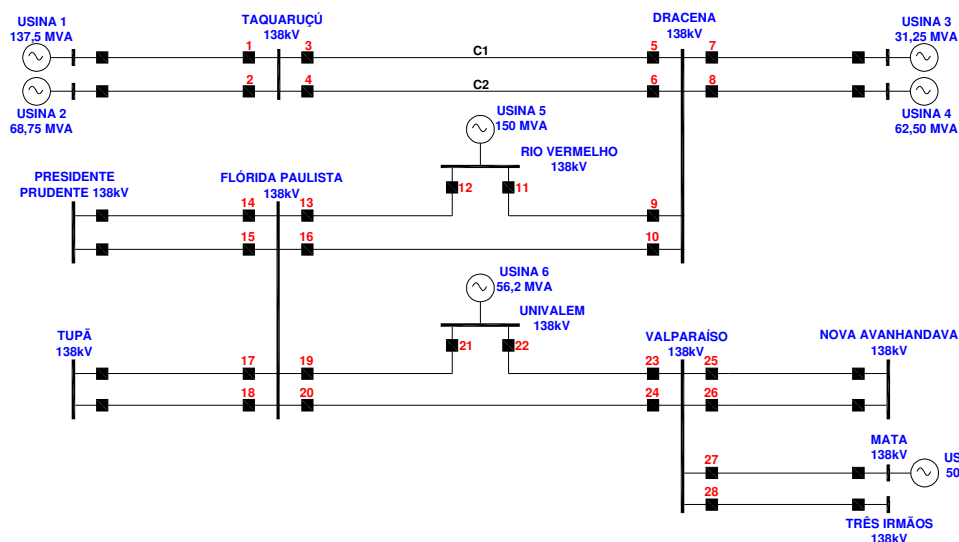 USINA 1
137,5 MVA
TAQUARUÇÚ
138kV
DRACENA
138kV
USINA 3
31,25 MVA
1
3
C1
5
7
2
4
C2
6
8
USINA 2
68,75 MVA
USINA 4
62,50 MVA
USINA 5
150 MVA
RIO VERMELHO
138kV
PRESIDENTE
PRUDENTE 138kV
FLÓRIDA PAULISTA
138kV
12
11
14
13
9
15
16
10
USINA 6
56,2 MVA
UNIVALEM
138kV
TUPÃ
138kV
VALPARAÍSO
138kV
NOVA AVANHANDAVA
138kV
21
22
17
19
23
25
18
20
24
26
MATA
138kV
27
US
50
28
TRÊS IRMÃOS
138kV